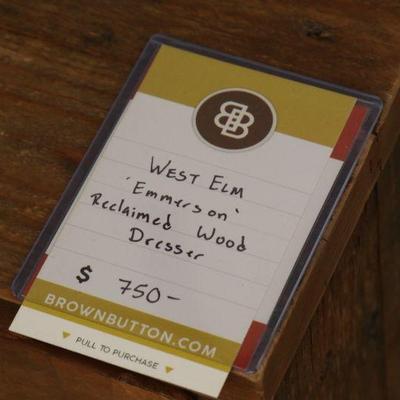 WEST ELM
'Emmerson'
Reclaimed Wood
Dresser
$ 750-
BROWNBUTTON.COM
PULL TO PURCHASE